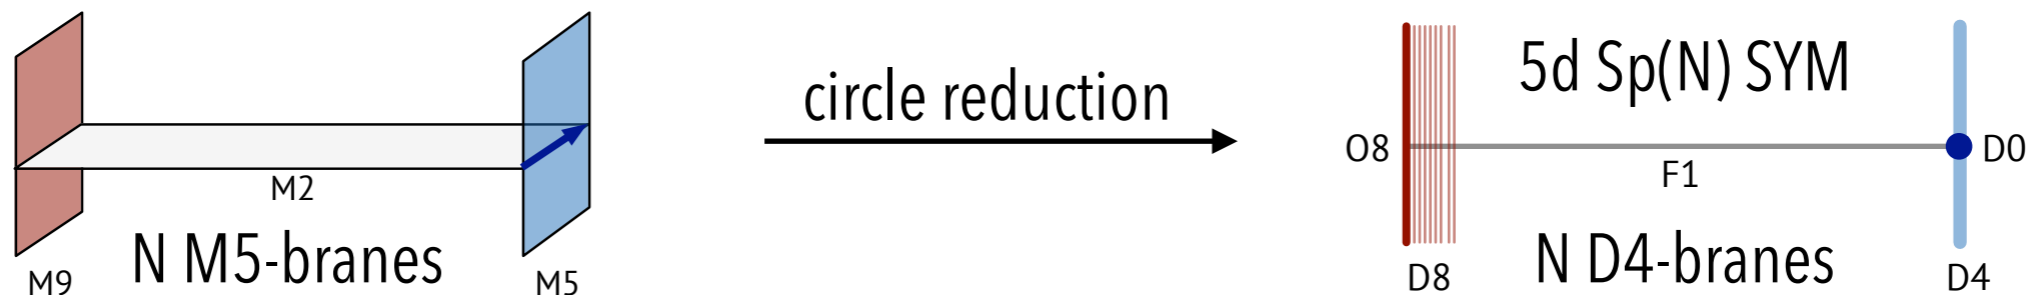 M2
N M5-branes
M9
M5
circle reduction
5d Sp(N) SYM
O8
D0
F1
N D4-branes
D8
D4